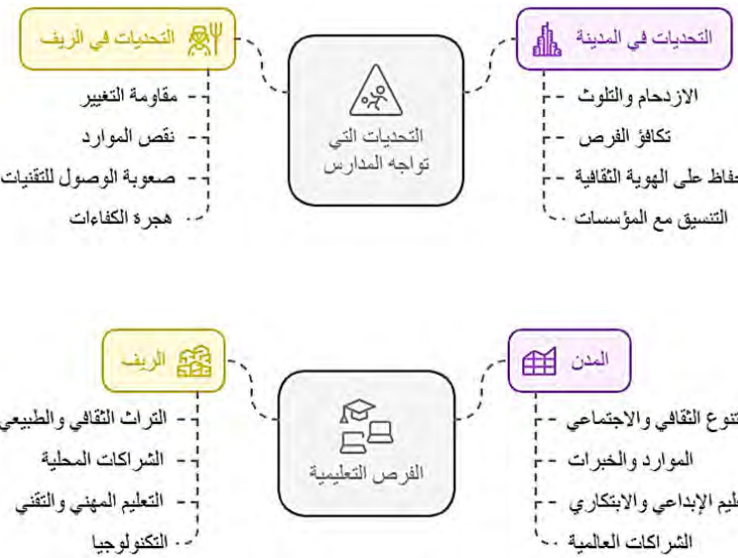 التحديات في المدينة
الازدحام والتلوث
تكافؤ الفرص
على الهوية الثقافية
التنسيق مع المؤسسات
التحديات التي
تواجه المدارس
التحديات في الريف
مقاومة التغيير
نقص الموارد
صعوبة الوصول للتقنيات
هجرة الكفاءات
المدن
الثقافي والاجتماعي
الموارد والخبرات
الإبداعي والابتكاري
الشراكات العالمية
الفرص التعليمية
الريف
التراث الثقافي والطبيعي
الشراكات المحلية
التعليم المهني والتقني
التكنولوجيا